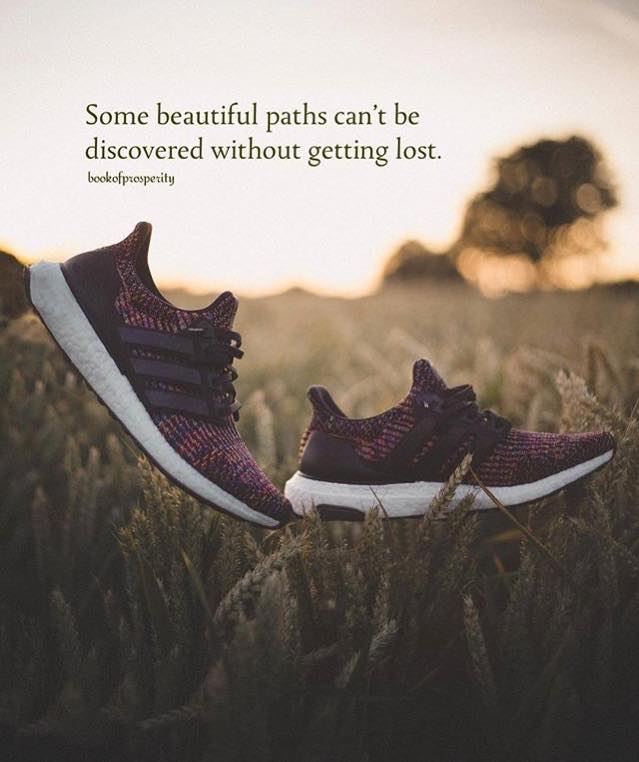 Some beautiful paths can't be
discovered without getting lost.
bookofprosperity